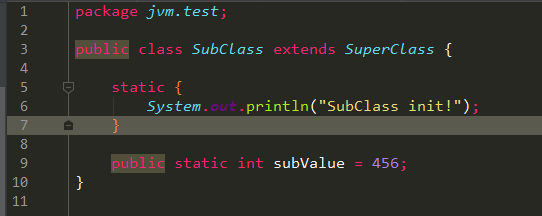 1 package jvm.test;
2
3 public class SubClass extends SuperClass {
4
5     static {
6         System.out.println("SubClass init!");
7     }
8
9     public static int subValue = 456;
10 }
11